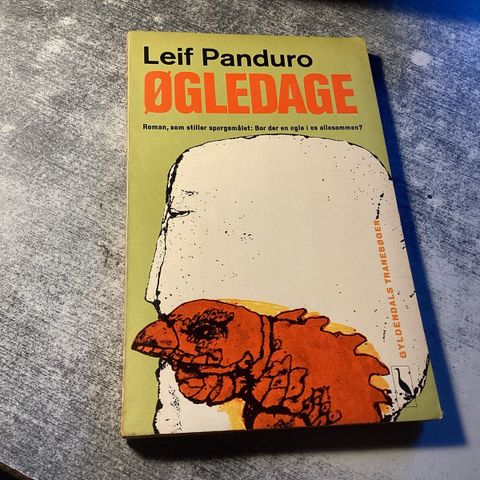 Leif Panduro
ØGLEDAGE
Roman, som stiller spørgsmålet: Bor der en øgle i os allesammen?
GYLDENDALS TRANEBØGER